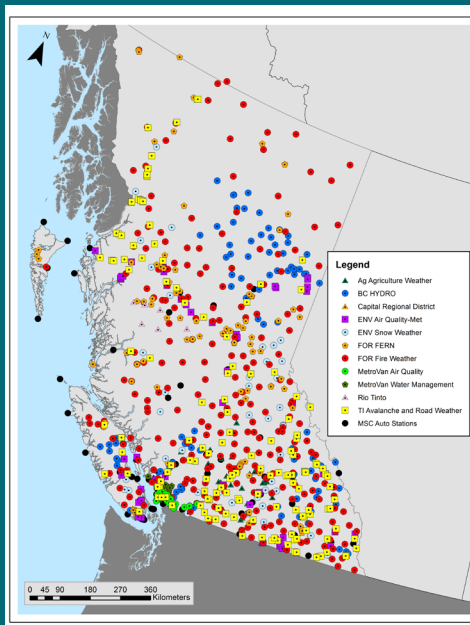 N
Legend
Ag Agriculture Weather
BC HYDRO
Capital Regional District
ENV Air Quality-Met
ENV Snow Weather
FOR FERN
FOR Fire Weather
MetroVan Air Quality
MetroVan Water Management
Rio Tinto
TI Avalanche and Road Weather
MSC Auto Stations
0 45 90 180 270 360
Kilometers